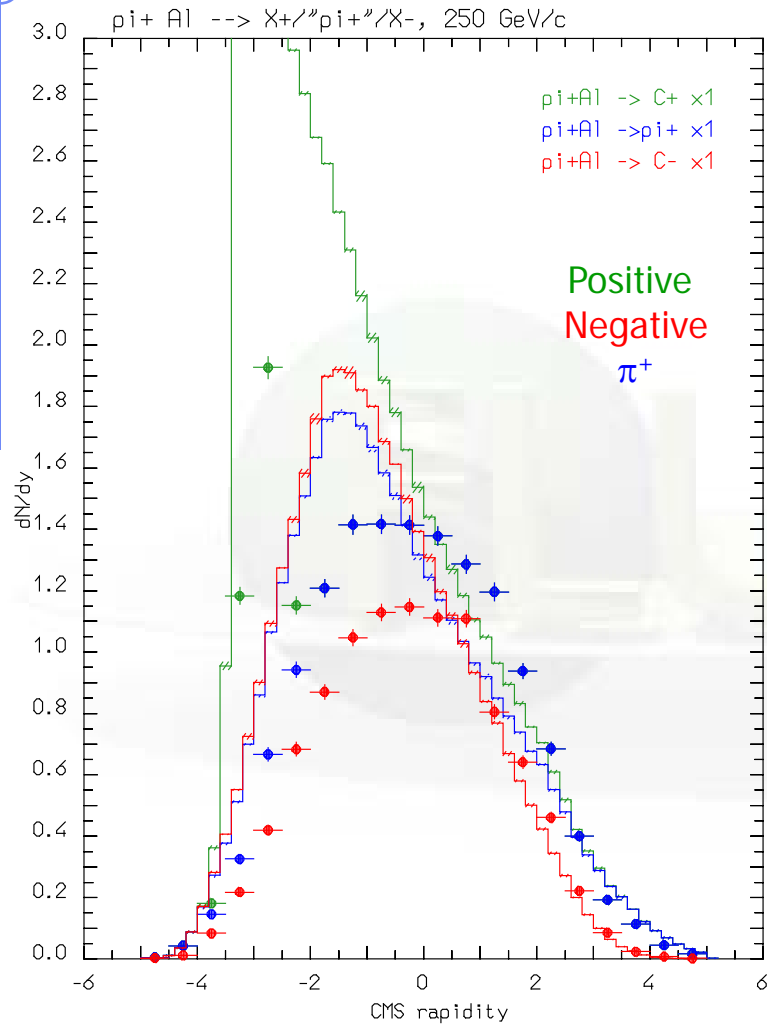 pi+ Al --> X+/"pi+"/X-, 250 GeV/c
3.0
2.8
2.6
2.4
2.2
2.0
1.8
1.6
1.4
1.2
1.0
0.8
0.6
0.4
0.2
0.0
dN/dy
pi+Al -> C+ x1
pi+Al ->pi+ x1
pi+Al -> C- x1
Positive
Negative
π+
-6 -4 -2 0 2 4 6
CMS rapidity